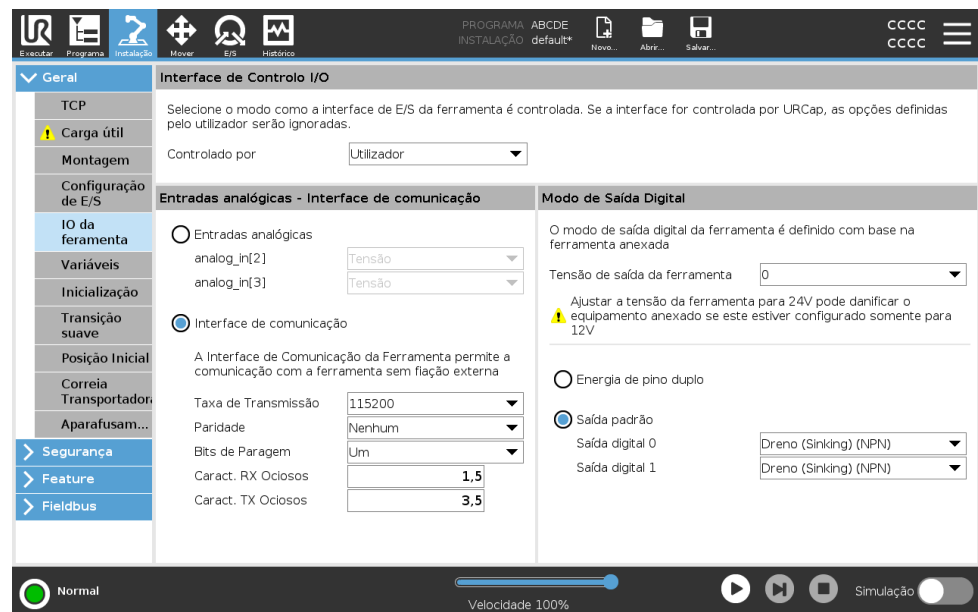 PROGRAMA ABCDE
INSTALAÇÃO default*
CCCC
CCCC
Executar
Programa
Instalação
Mover
E/S
Histórico
Novo...
Abrir...
Salvar...
Geral
TCP
Carga útil
Montagem
Configuração
de E/S
IO da
feramenta
Variáveis
Inicialização
Transição
suave
Posição Inicial
Correia
Transportadora
Aparafusam...
Segurança
Feature
Fieldbus
Interface de Controlo I/O
Selecione o modo como a interface de E/S da ferramenta é controlada. Se a interface for controlada por URCap, as opções definidas
pelo utilizador serão ignoradas.
Controlado por Utilizador
Entradas analógicas - Interface de comunicação
Entradas analógicas
analog_in[2] Tensão
analog_in[3] Tensão
Interface de comunicação
A Interface de Comunicação da Ferramenta permite a
comunicação com a ferramenta sem fiação externa
Taxa de Transmissão 115200
Paridade Nenhum
Bits de Paragem Um
Caract. RX Ociosos 1,5
Caract. TX Ociosos 3,5
Modo de Saída Digital
O modo de saída digital da ferramenta é definido com base na
ferramenta anexada
Tensão de saída da ferramenta 0
Ajustar a tensão da ferramenta para 24V pode danificar o
equipamento anexado se este estiver configurado somente para
12V
Energia de pino duplo
Saída padrão
Saída digital 0 Dreno (Sinking) (NPN)
Saída digital 1 Dreno (Sinking) (NPN)
Normal
Velocidade 100%
Simulação